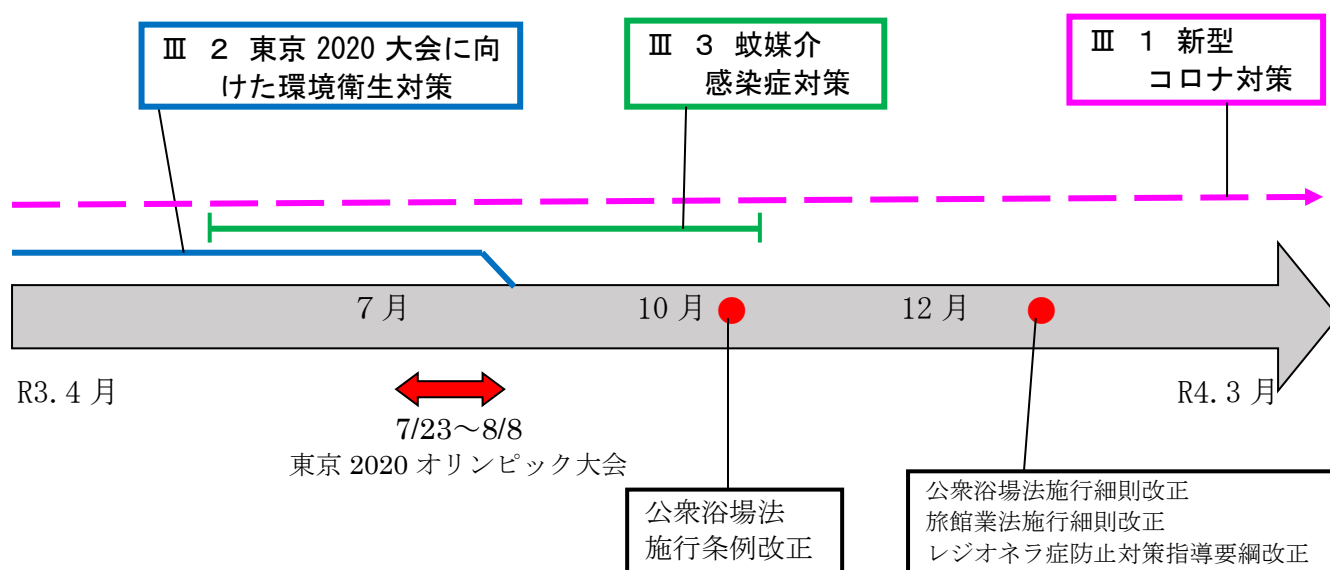 Ⅲ 2 東京 2020 大会に向
けた環境衛生対策
Ⅲ 3 蚊媒介
感染症対策
Ⅲ 1 新型
コロナ対策
7 月
10 月
12 月
R3.4 月
R4.3 月
7/23～8/8
東京 2020 オリンピック大会
公衆浴場法
施行条例改正
公衆浴場法施行細則改正
旅館業法施行細則改正
レジオネラ症防止対策指導要綱改正